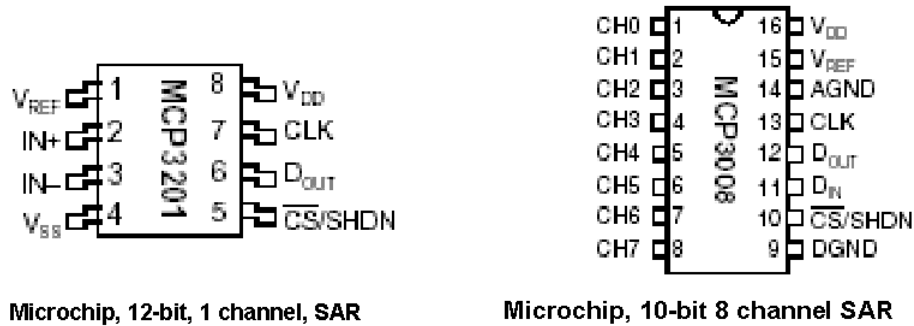 VREF 1
IN+ 2
IN– 3
VSS 4
MCP3201
8 VDD
7 CLK
6 DOUT
5 CS/SHDN
Microchip, 12-bit, 1 channel, SAR
CH0 1
CH1 2
CH2 3
CH3 4
CH4 5
CH5 6
CH6 7
CH7 8
MCP3008
16 VDD
15 VREF
14 AGND
13 CLK
12 DOUT
11 DIN
10 CS/SHDN
9 DGND
Microchip, 10-bit 8 channel SAR